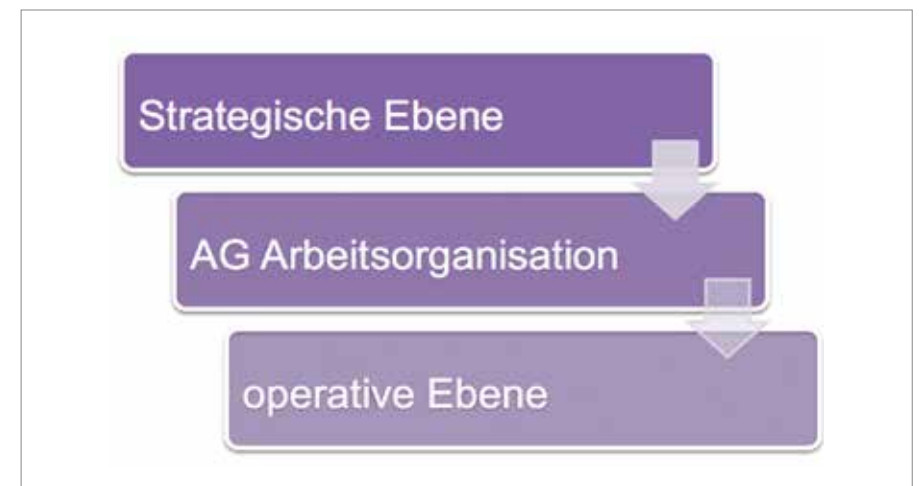 Strategische Ebene
AG Arbeitsorganisation
operative Ebene